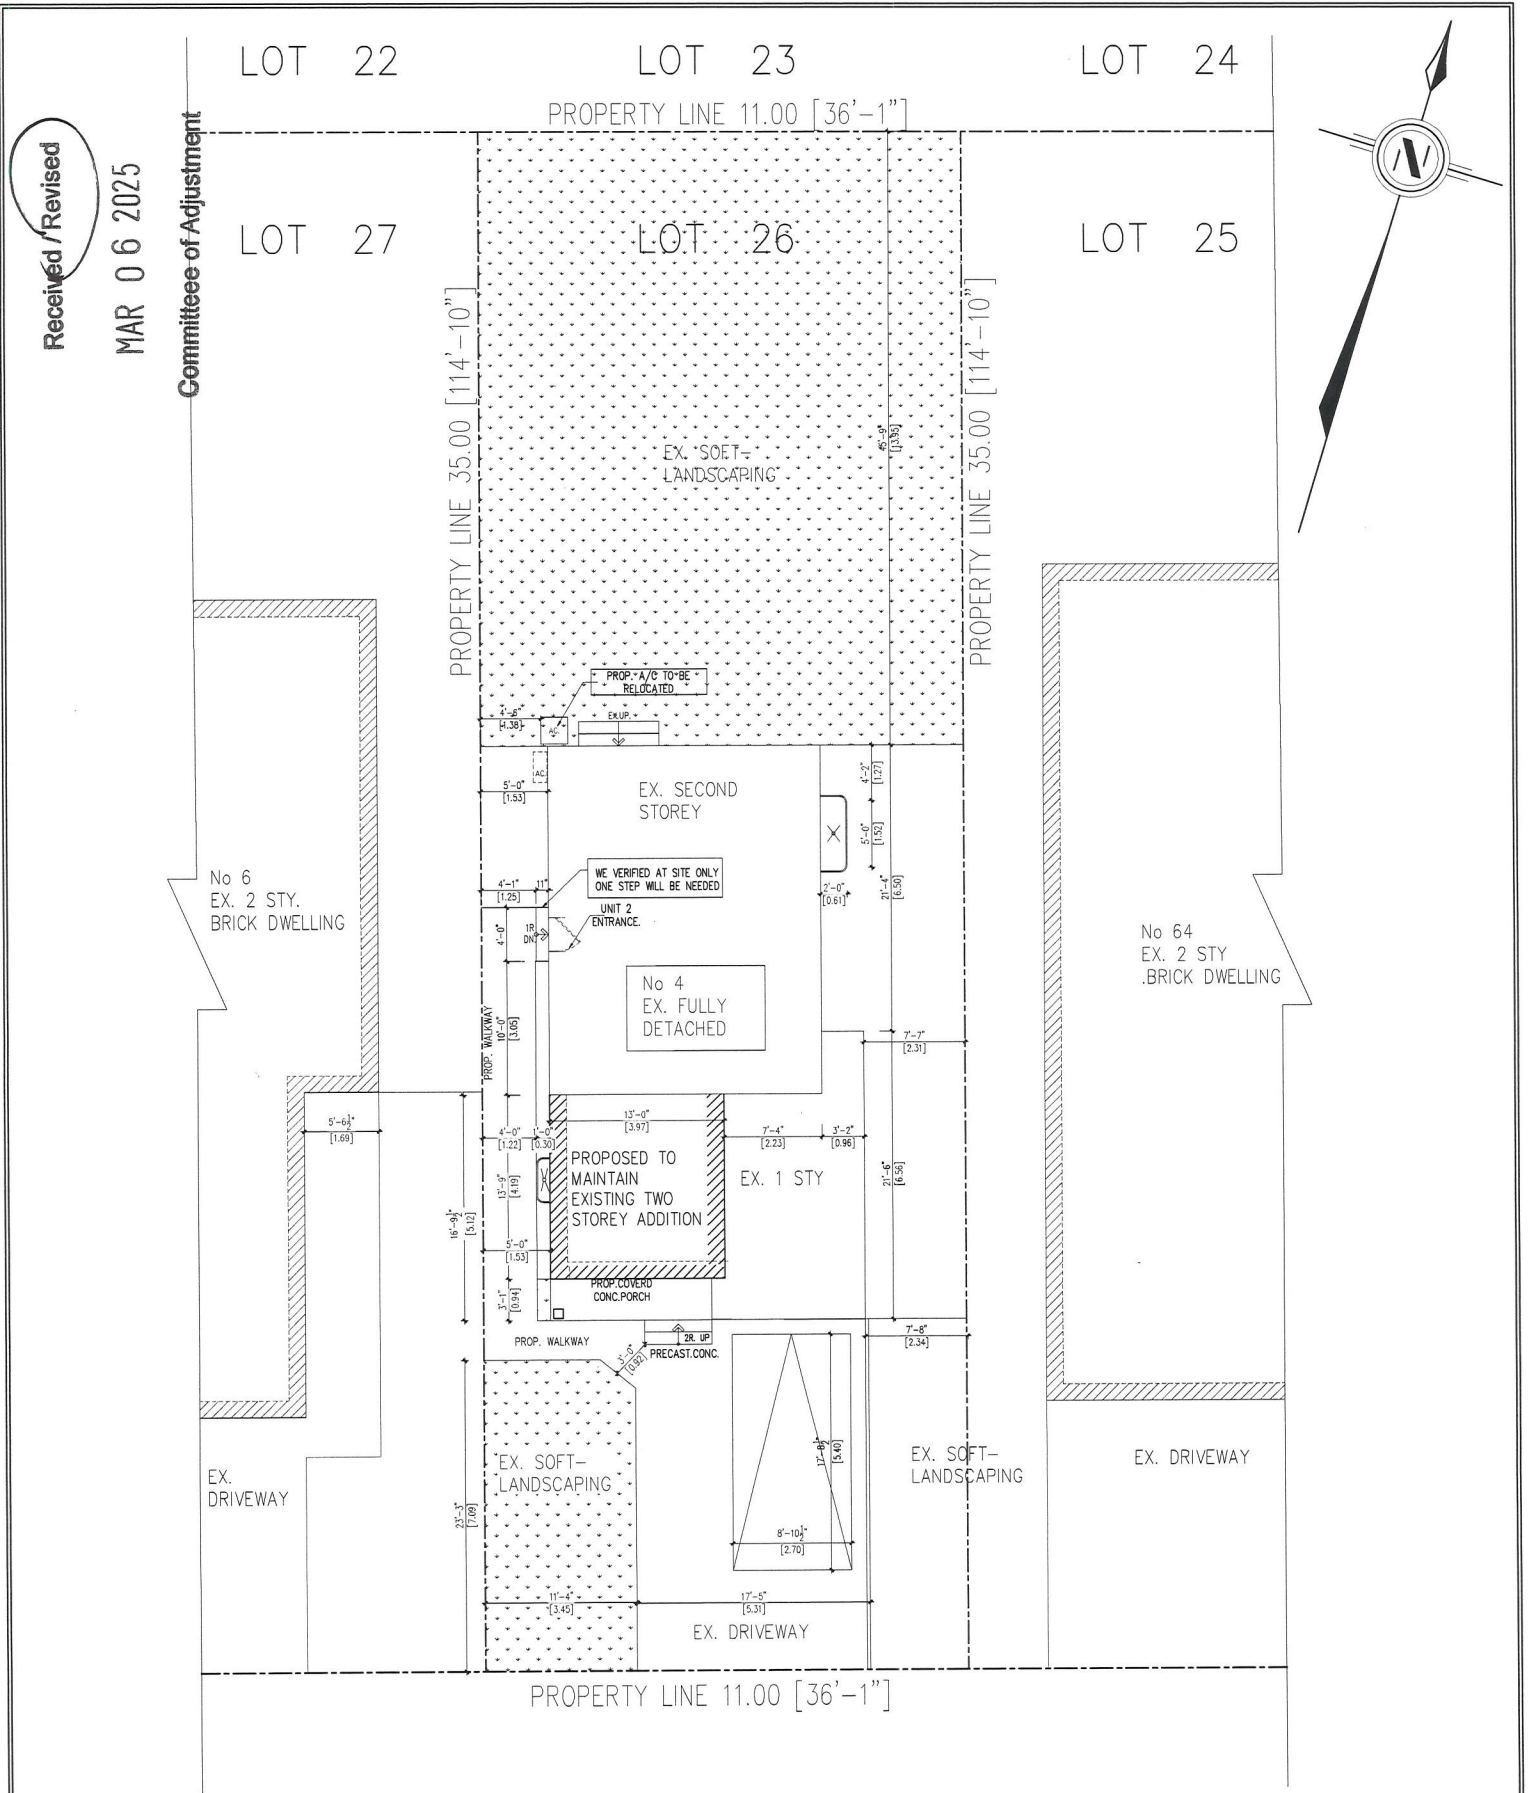 LOT 22
LOT 23
LOT 24
PROPERTY LINE 11.00 [36'-1"]
Received / Revised
MAR 06 2025
Committeee of Adjustment
LOT 27
LOT 26
LOT 25
PROPERTY LINE 35.00 [114'-10"]
PROPERTY LINE 35.00 [114'-10"]
45'-9"
[13.95]
EX. SOFT-
LANDSCAPING
PROP. A/C TO BE
RELOCATED
4'-6"
[1.38]
AC.
EX.UP.
AC.
5'-0"
[1.53]
EX. SECOND
STOREY
4'-2"
[1.27]
5'-0"
[1.52]
WE VERIFIED AT SITE ONLY
ONE STEP WILL BE NEEDED
4'-1"
[1.25]
11"
2'-0"
[0.61]
21'-4"
[6.50]
UNIT 2
ENTRANCE.
4'-0"
1R
DN.
No 6
EX. 2 STY.
BRICK DWELLING
No 64
EX. 2 STY
.BRICK DWELLING
No 4
EX. FULLY
DETACHED
PROP. WALKWAY
10'-0"
[3.05]
7'-7"
[2.31]
5'-6½"
[1.69]
4'-0"
[1.22]
1'-0"
[0.30]
13'-0"
[3.97]
7'-4"
[2.23]
3'-2"
[0.96]
PROPOSED TO
MAINTAIN
EXISTING TWO
STOREY ADDITION
EX. 1 STY
13'-9"
[4.19]
21'-6"
[6.56]
16'-9½"
[5.12]
5'-0"
[1.53]
PROP.COVERD
CONC.PORCH
3'-1"
[0.94]
PROP. WALKWAY
2R. UP
PRECAST.CONC.
3'-0"
[0.92]
7'-8"
[2.34]
17'-8½"
[5.40]
EX. SOFT-
LANDSCAPING
EX. SOFT-
LANDSCAPING
EX. DRIVEWAY
EX.
DRIVEWAY
23'-3"
[7.09]
8'-10½"
[2.70]
11'-4"
[3.45]
17'-5"
[5.31]
EX. DRIVEWAY
PROPERTY LINE 11.00 [36'-1"]